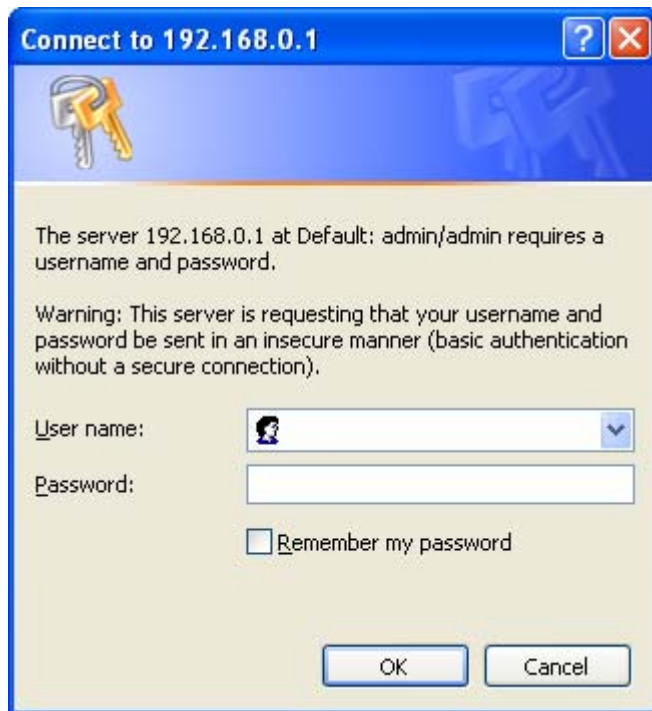 Connect to 192.168.0.1
The server 192.168.0.1 at Default: admin/admin requires a
username and password.
Warning: This server is requesting that your username and
password be sent in an insecure manner (basic authentication
without a secure connection).
User name:
Password:
Remember my password
OK
Cancel